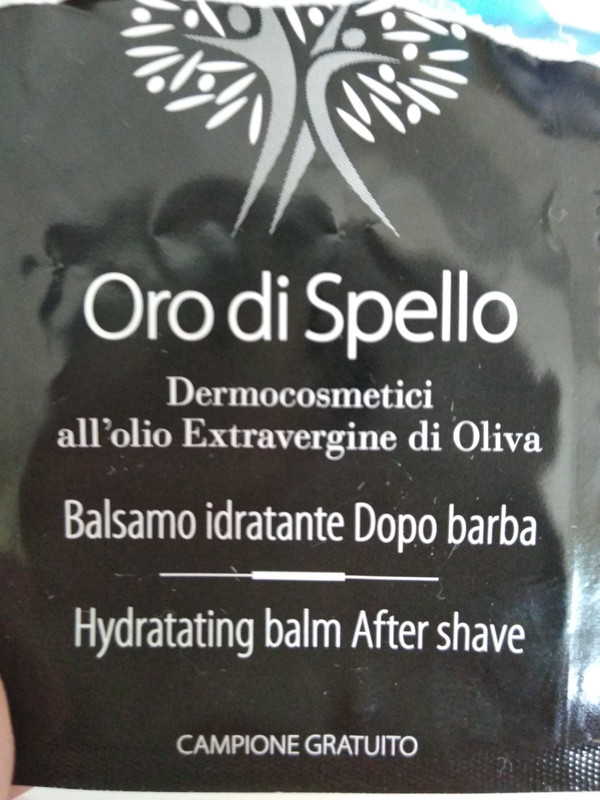 Oro di Spello
Dermocosmetici
all'olio Extravergine di Oliva
Balsamo idratante Dopo barba
Hydratating balm After shave
CAMPIONE GRATUITO